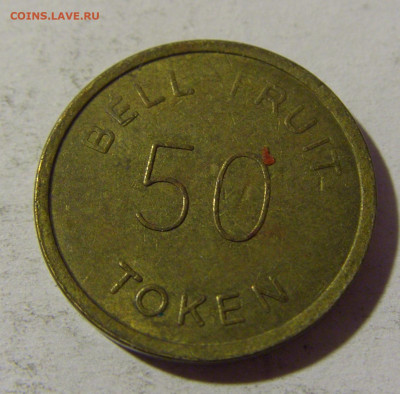 COINS.LAVE.RU
BELL-FRUIT-
50
TOKEN